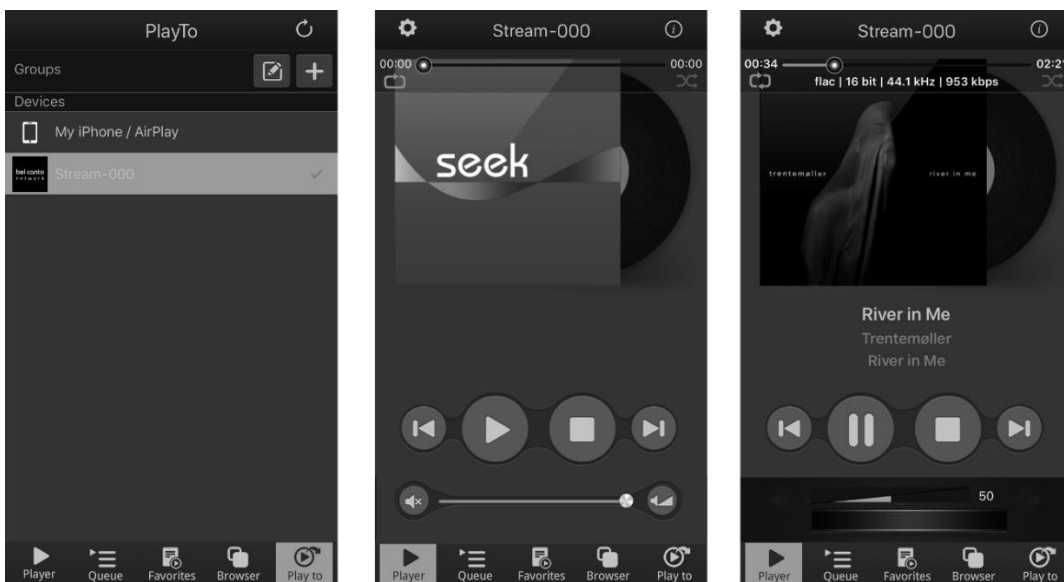 PlayTo
Groups
Devices
My iPhone / AirPlay
bel canto
network
Stream-000
Player
Queue
Favorites
Browser
Play to
Stream-000
00:00
00:00
seek
Player
Queue
Favorites
Browser
Play to
Stream-000
00:34
02:21
flac | 16 bit | 44.1 kHz | 953 kbps
trentemøller
river in me
River in Me
Trentemøller
River in Me
50
Player
Queue
Favorites
Browser
Play to